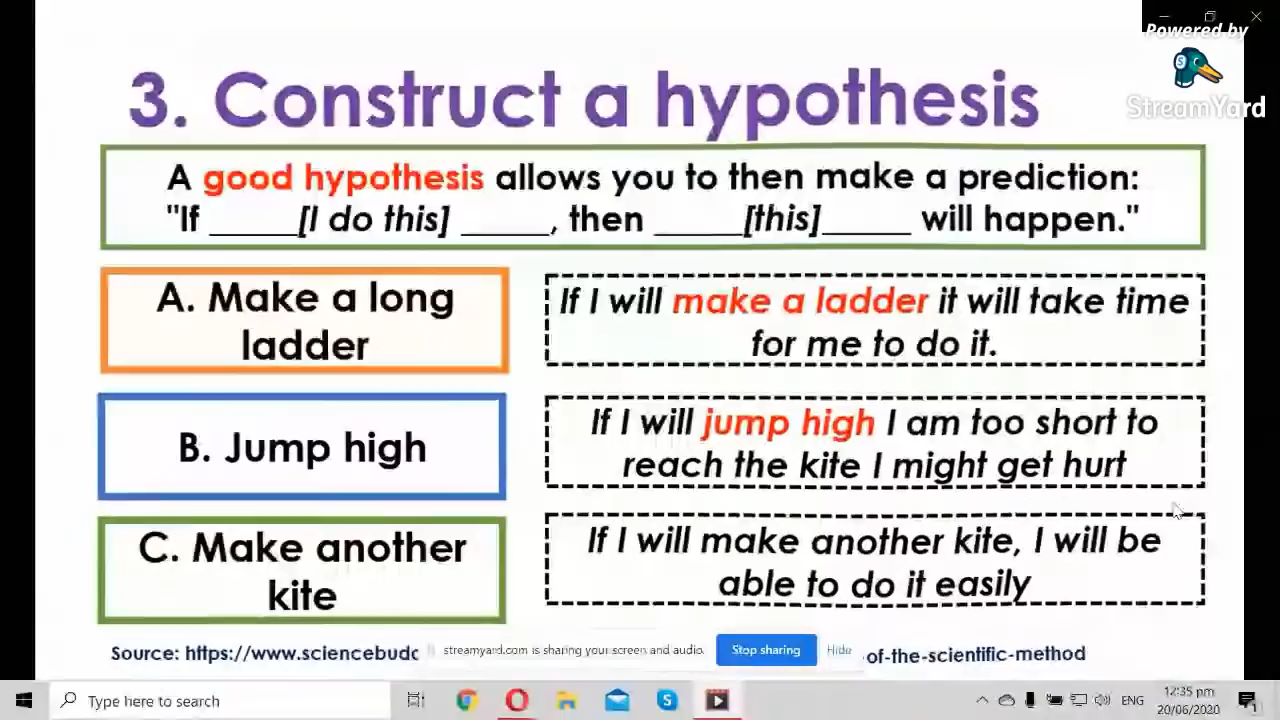 Powered by
StreamYard
3. Construct a hypothesis
A good hypothesis allows you to then make a prediction:
"If _____[I do this] _____, then _____[this]_____ will happen."
A. Make a long
ladder
If I will make a ladder it will take time
for me to do it.
B. Jump high
If I will jump high I am too short to
reach the kite I might get hurt
C. Make another
kite
If I will make another kite, I will be
able to do it easily
Source: https://www.sciencebudd
streamyard.com is sharing your screen and audio.
Stop sharing
Hide
of-the-scientific-method
Type here to search
ENG
12:35 pm
20/06/2020